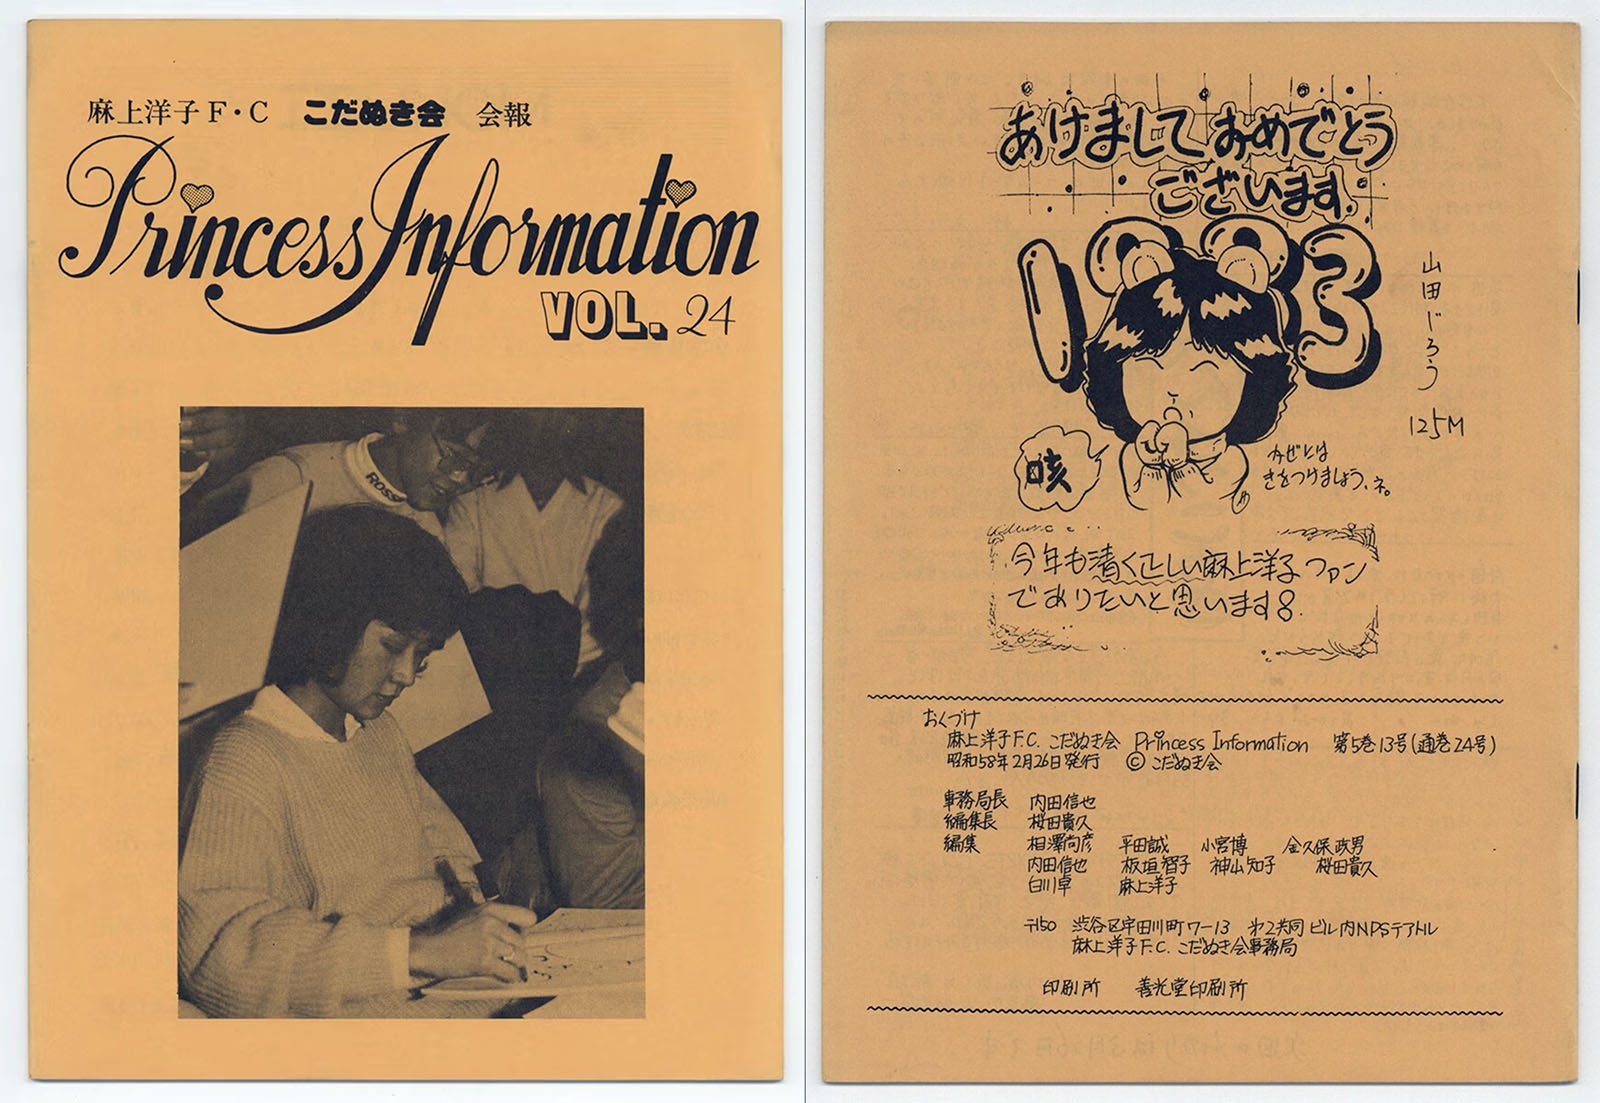 麻上洋子F・C こだぬき会 会報
Princess Information
VOL. 24
ROSSI
あけましておめでとう
ございます。
1983
山田じろう
125M
咳
かぜには
きをつけましょう、ネ。
今年も清く正しい麻上洋子ファン
でありたいと思います。
おくづけ
麻上洋子F.C. こだぬき会 Princess Information 第5巻13号(通巻24号)
昭和58年2月26日発行 © こだぬき会
事務局長 内田信也
編集長 桜田貴久
編集 相澤尚彦 平田誠 小宮博 金久保政男
内田信也 板垣智子 神山知子 桜田貴久
白川卓 麻上洋子
〒150 渋谷区宇田川町7-13 第2共同ビル内NPSテアトル
麻上洋子F.C. こだぬき会事務局
印刷所 善光堂印刷所